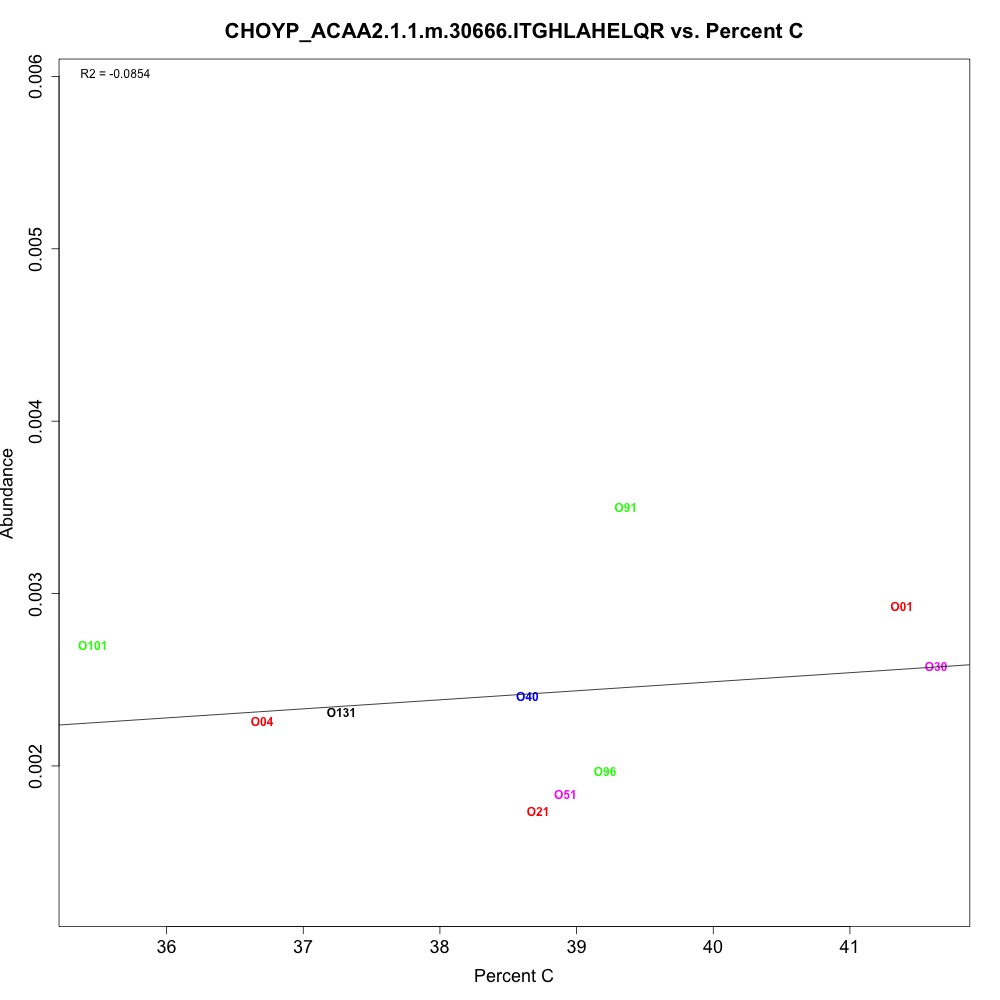 CHOYP_ACAA2.1.1.m.30666.ITGHLAHELQR vs. Percent C
R2 = -0.0854
0.006
0.005
0.004
0.003
0.002
Abundance
O91
O01
O101
O30
O40
O131
O04
O96
O51
O21
36 37 38 39 40 41
Percent C